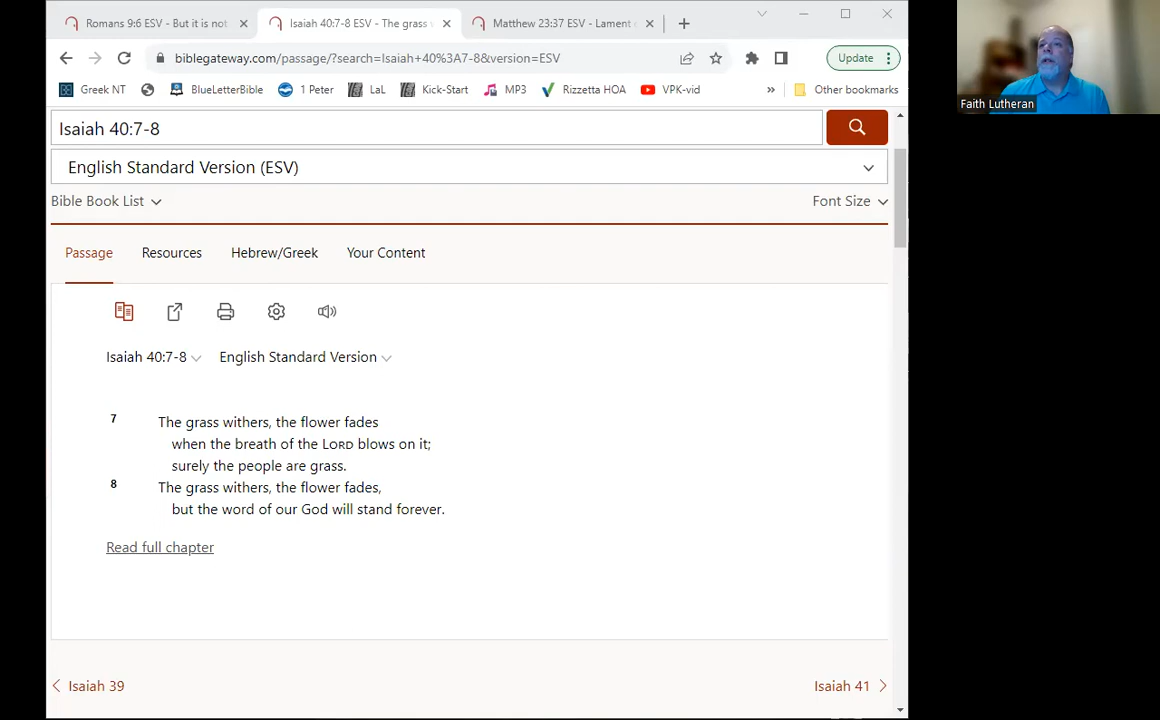 Romans 9:6 ESV - But it is not
Isaiah 40:7-8 ESV - The grass
Matthew 23:37 ESV - Lament
biblegateway.com/passage/?search=Isaiah+40%3A7-8&version=ESV
Update
Greek NT
BlueLetterBible
1 Peter
LaL
Kick-Start
MP3
Rizzetta HOA
VPK-vid
»
Other bookmarks
Faith Lutheran
Isaiah 40:7-8
English Standard Version (ESV)
Bible Book List
Font Size
Passage
Resources
Hebrew/Greek
Your Content
Isaiah 40:7-8
English Standard Version
7 The grass withers, the flower fades
when the breath of the LORD blows on it;
surely the people are grass.
8 The grass withers, the flower fades,
but the word of our God will stand forever.
Read full chapter
Isaiah 39
Isaiah 41